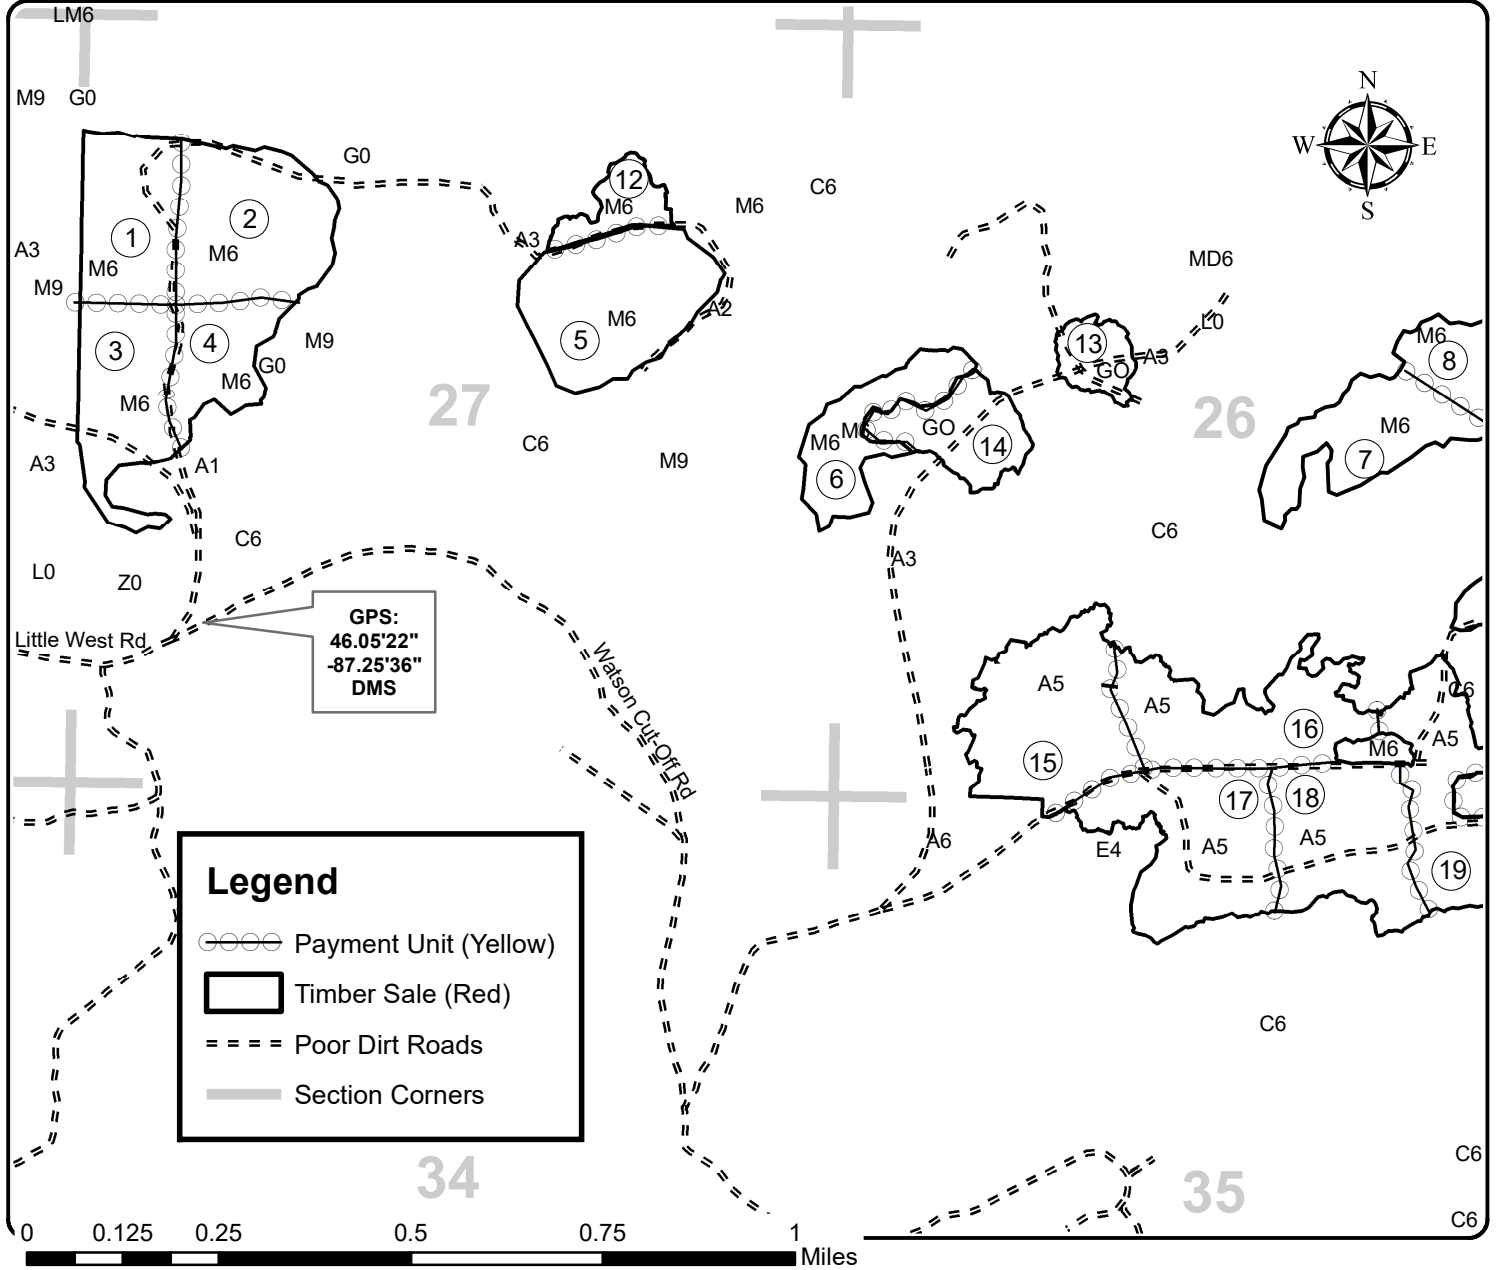 LM6
M9 G0
N
W E
S
G0
12
M6
M6
C6
1
2
M6
M6
A3
A3
M9
MD6
5
M6
A2
L0
3
4
M9
G0
M6
M6
13
GO
A3
M6
8
27
26
C6
M9
M6
6
GO
14
M6
7
A3
A1
C6
C6
A3
L0
Z0
Little West Rd
GPS:
46.05'22"
-87.25'36"
DMS
Watson Cut-Off Rd
A5
A5
C6
16
A5
M6
15
17
18
A6
E4
A5
A5
19
Legend
Payment Unit (Yellow)
Timber Sale (Red)
Poor Dirt Roads
Section Corners
C6
C6
34
35
C6
0 0.125 0.25 0.5 0.75 1
Miles